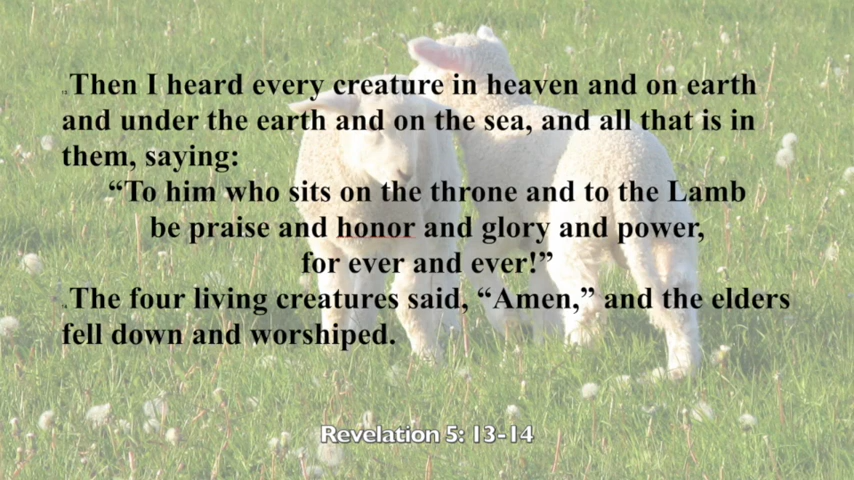 Then I heard every creature in heaven and on earth
and under the earth and on the sea, and all that is in
them, saying:
“To him who sits on the throne and to the Lamb
be praise and honor and glory and power,
for ever and ever!”
The four living creatures said, “Amen,” and the elders
fell down and worshiped.
Revelation 5: 13-14